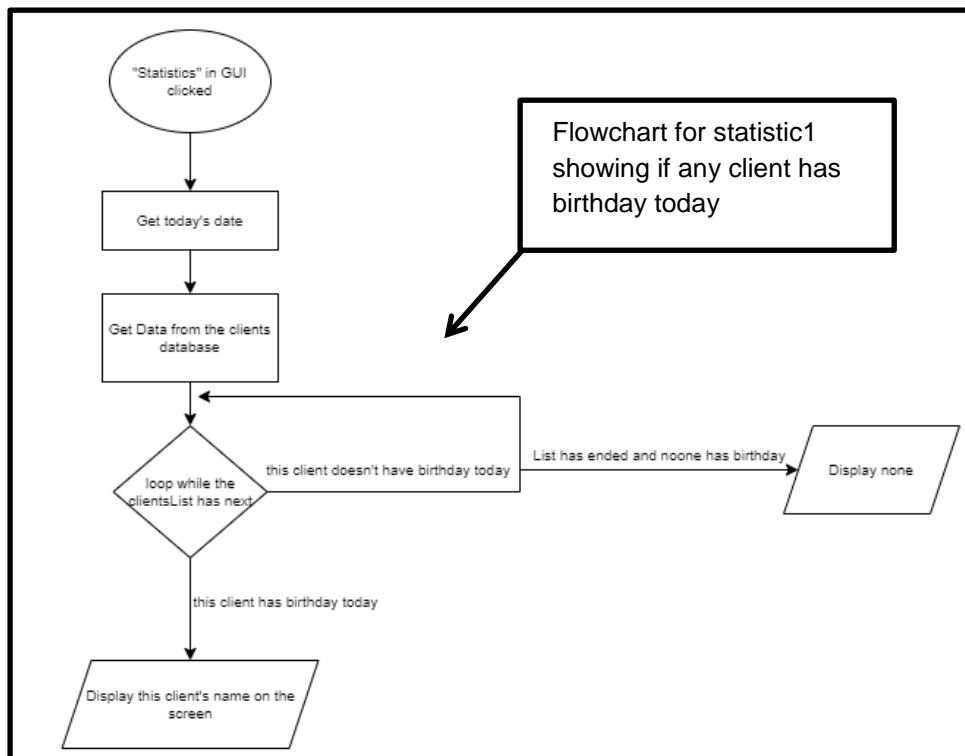 "Statistics" in GUI
clicked
Flowchart for statistic1
showing if any client has
birthday today
Get today's date
Get Data from the clients
database
loop while the
clientsList has next
this client doesn't have birthday today
List has ended and noone has birthday
Display none
this client has birthday today
Display this client's name on the
screen